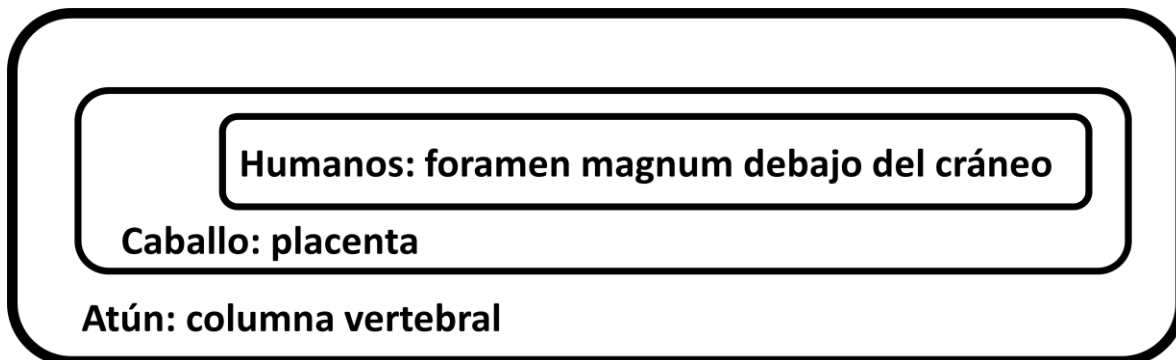 Humanos: foramen magnum debajo del cráneo
Caballo: placenta
Atún: columna vertebral